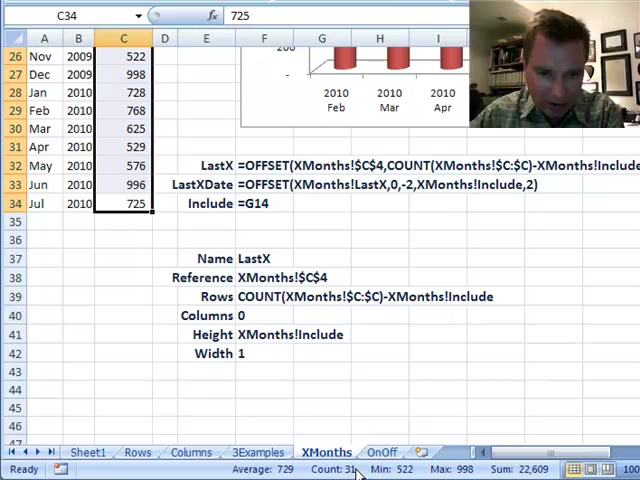 C34 fx 725
A B C D E F G H I
26 Nov 2009 522
27 Dec 2009 998
28 Jan 2010 728
29 Feb 2010 768
30 Mar 2010 625
31 Apr 2010 529
32 May 2010 576
33 Jun 2010 996
34 Jul 2010 725
35
36
37
38
39
40
41
42
43
44
45
46
47
200
-
2010 2010 2010
Feb Mar Apr
LastX =OFFSET(XMonths!$C$4,COUNT(XMonths!$C:$C)-XMonths!Include
LastXDate =OFFSET(XMonths!LastX,0,-2,XMonths!Include,2)
Include =G14
Name LastX
Reference XMonths!$C$4
Rows COUNT(XMonths!$C:$C)-XMonths!Include
Columns 0
Height XMonths!Include
Width 1
Sheet1 Rows Columns 3Examples XMonths OnOff
Ready Average: 729 Count: 31 Min: 522 Max: 998 Sum: 22,609 100